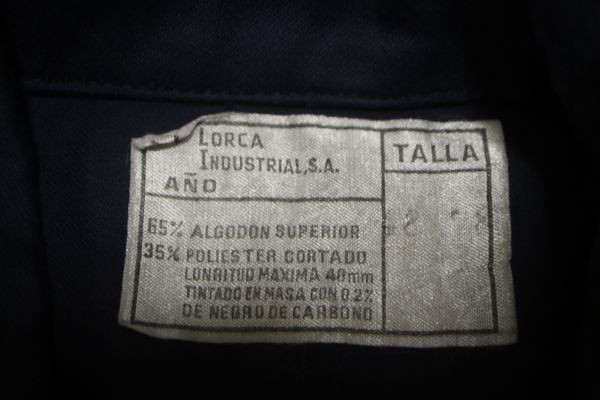 LORCA
INDUSTRIAL, S.A.
AÑO
TALLA
65% ALGODON SUPERIOR
35% POLIESTER CORTADO
LONGITUD MAXIMA 40mm
TINTADO EN MASA CON 0.2%
DE NEGRO DE CARBONO